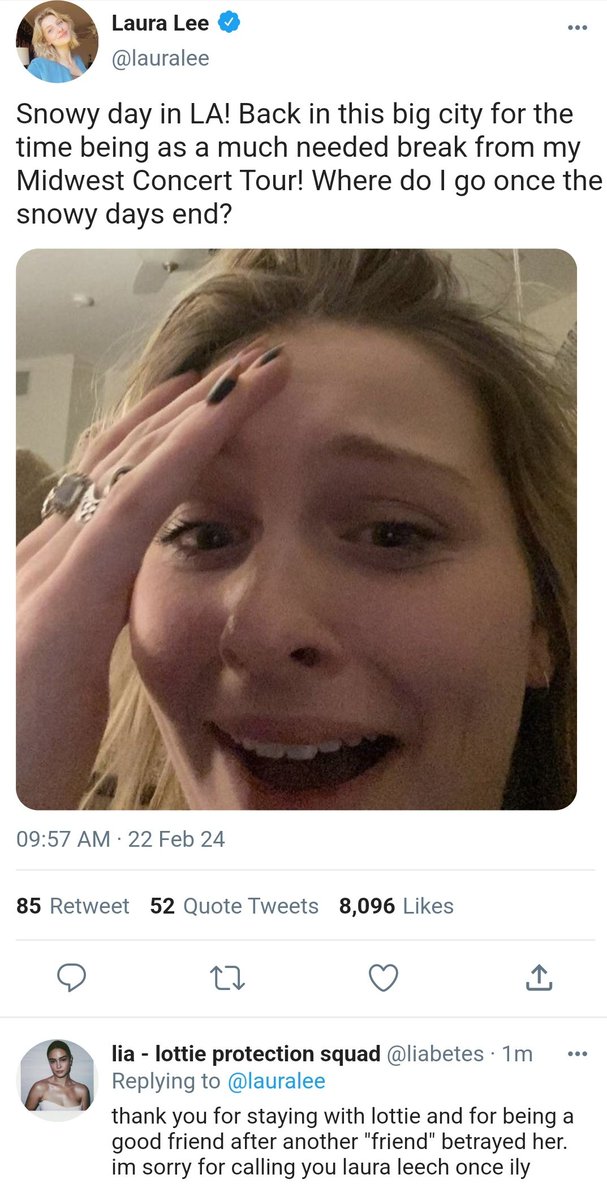 Laura Lee
@lauralee
Snowy day in LA! Back in this big city for the
time being as a much needed break from my
Midwest Concert Tour! Where do I go once the
snowy days end?
09:57 AM · 22 Feb 24
85 Retweet 52 Quote Tweets 8,096 Likes
lia - lottie protection squad @liabetes · 1m
Replying to @lauralee
thank you for staying with lottie and for being a
good friend after another "friend" betrayed her.
im sorry for calling you laura leech once ily